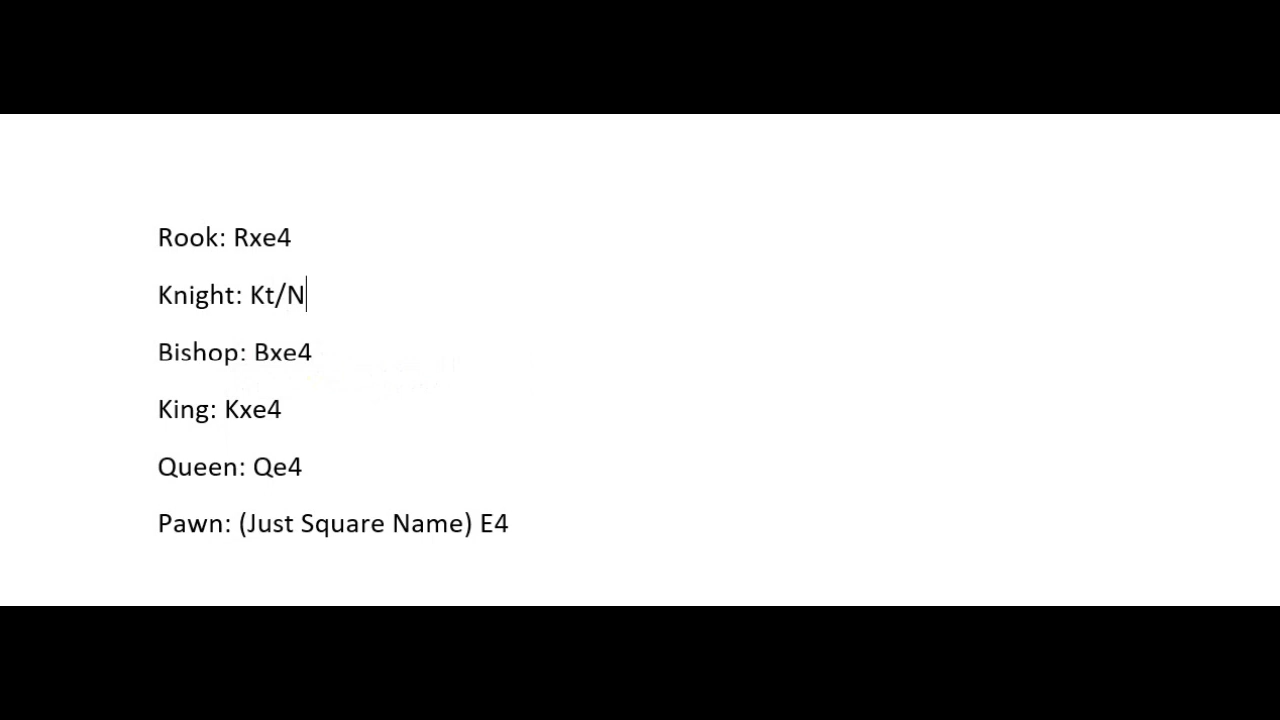 Rook: Rxe4
Knight: Kt/N
Bishop: Bxe4
King: Kxe4
Queen: Qe4
Pawn: (Just Square Name) E4